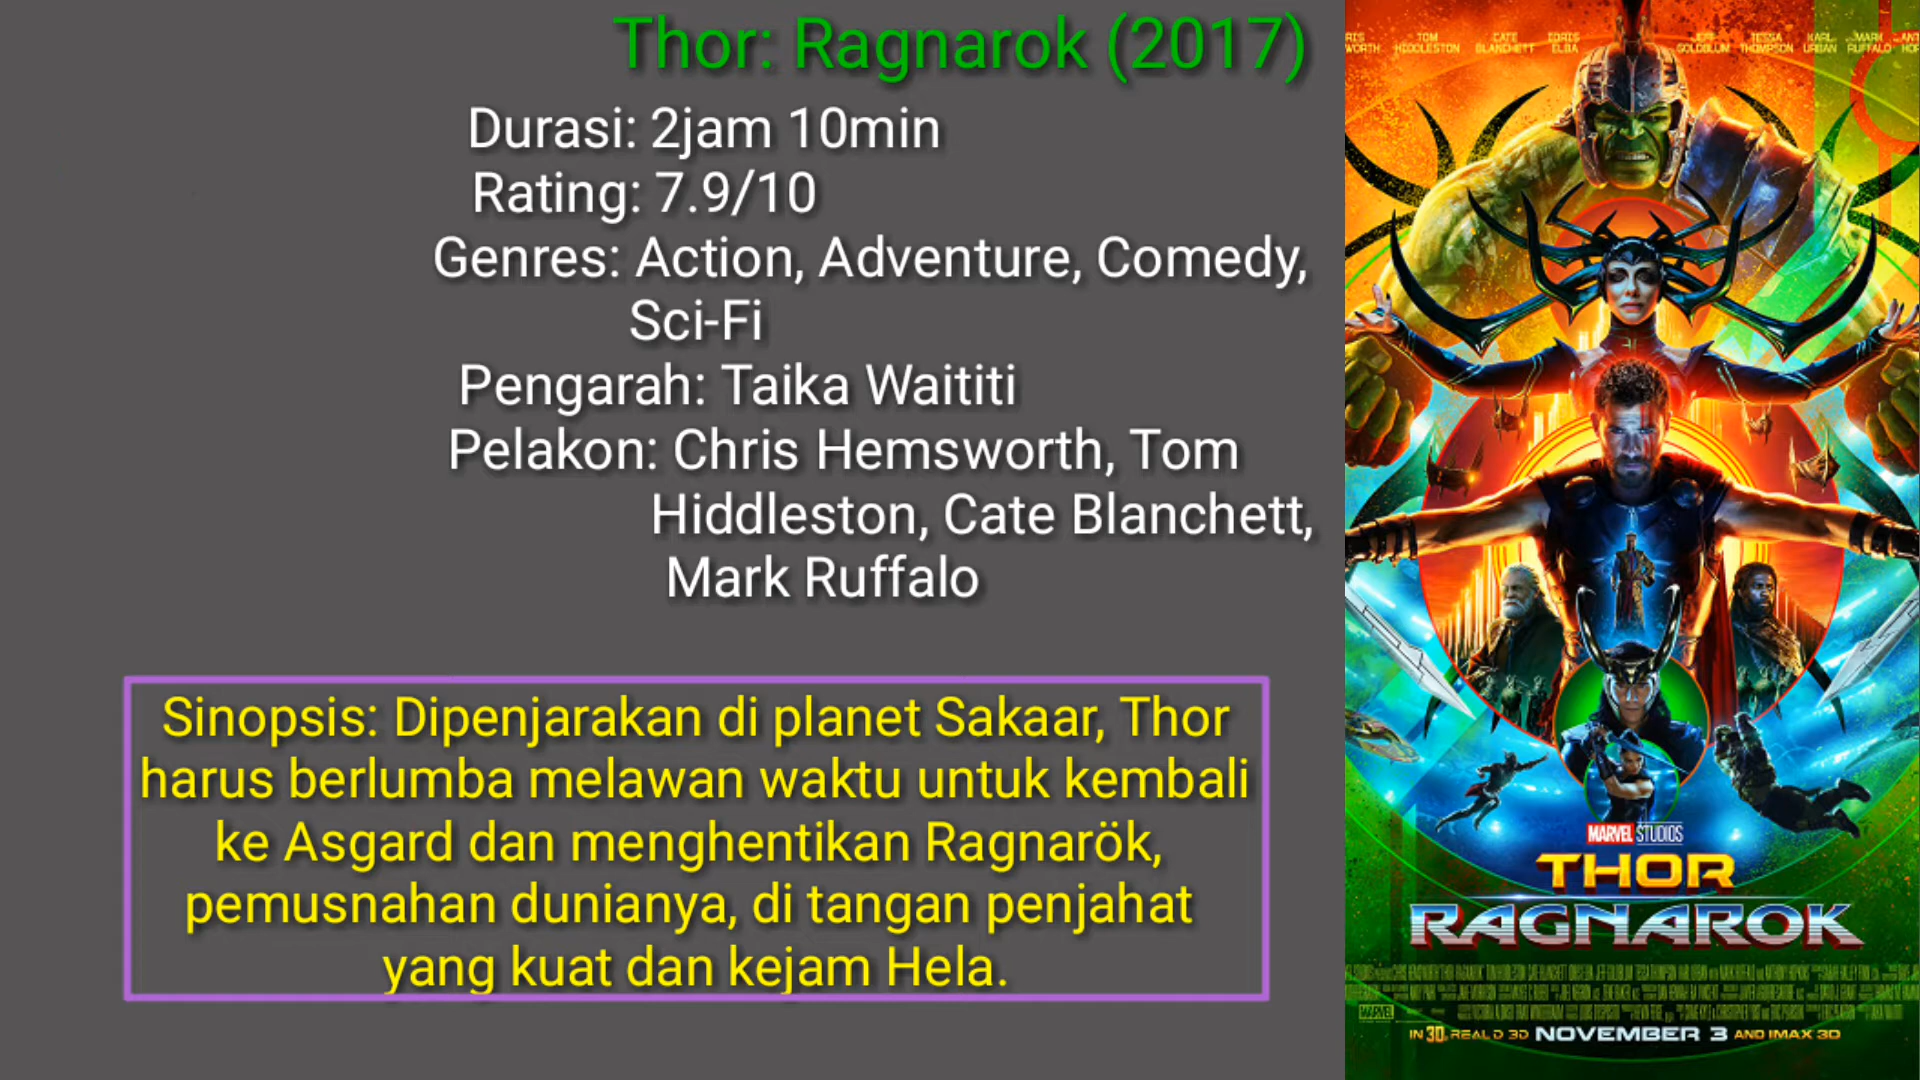 Thor: Ragnarok (2017)
Durasi: 2jam 10min
Rating: 7.9/10
Genres: Action, Adventure, Comedy,
Sci-Fi
Pengarah: Taika Waititi
Pelakon: Chris Hemsworth, Tom
Hiddleston, Cate Blanchett,
Mark Ruffalo
Sinopsis: Dipenjarakan di planet Sakaar, Thor
harus berlumba melawan waktu untuk kembali
ke Asgard dan menghentikan Ragnarök,
pemusnahan dunianya, di tangan penjahat
yang kuat dan kejam Hela.
TOM CATE IDRIS JEFF TESSA KARL MARK
HIDDLESTON BLANCHETT ELBA GOLDBLUM THOMPSON URBAN RUFFALO
MARVEL STUDIOS
THOR
RAGNAROK
MARVEL
IN 3D, REAL D 3D NOVEMBER 3 AND IMAX 3D